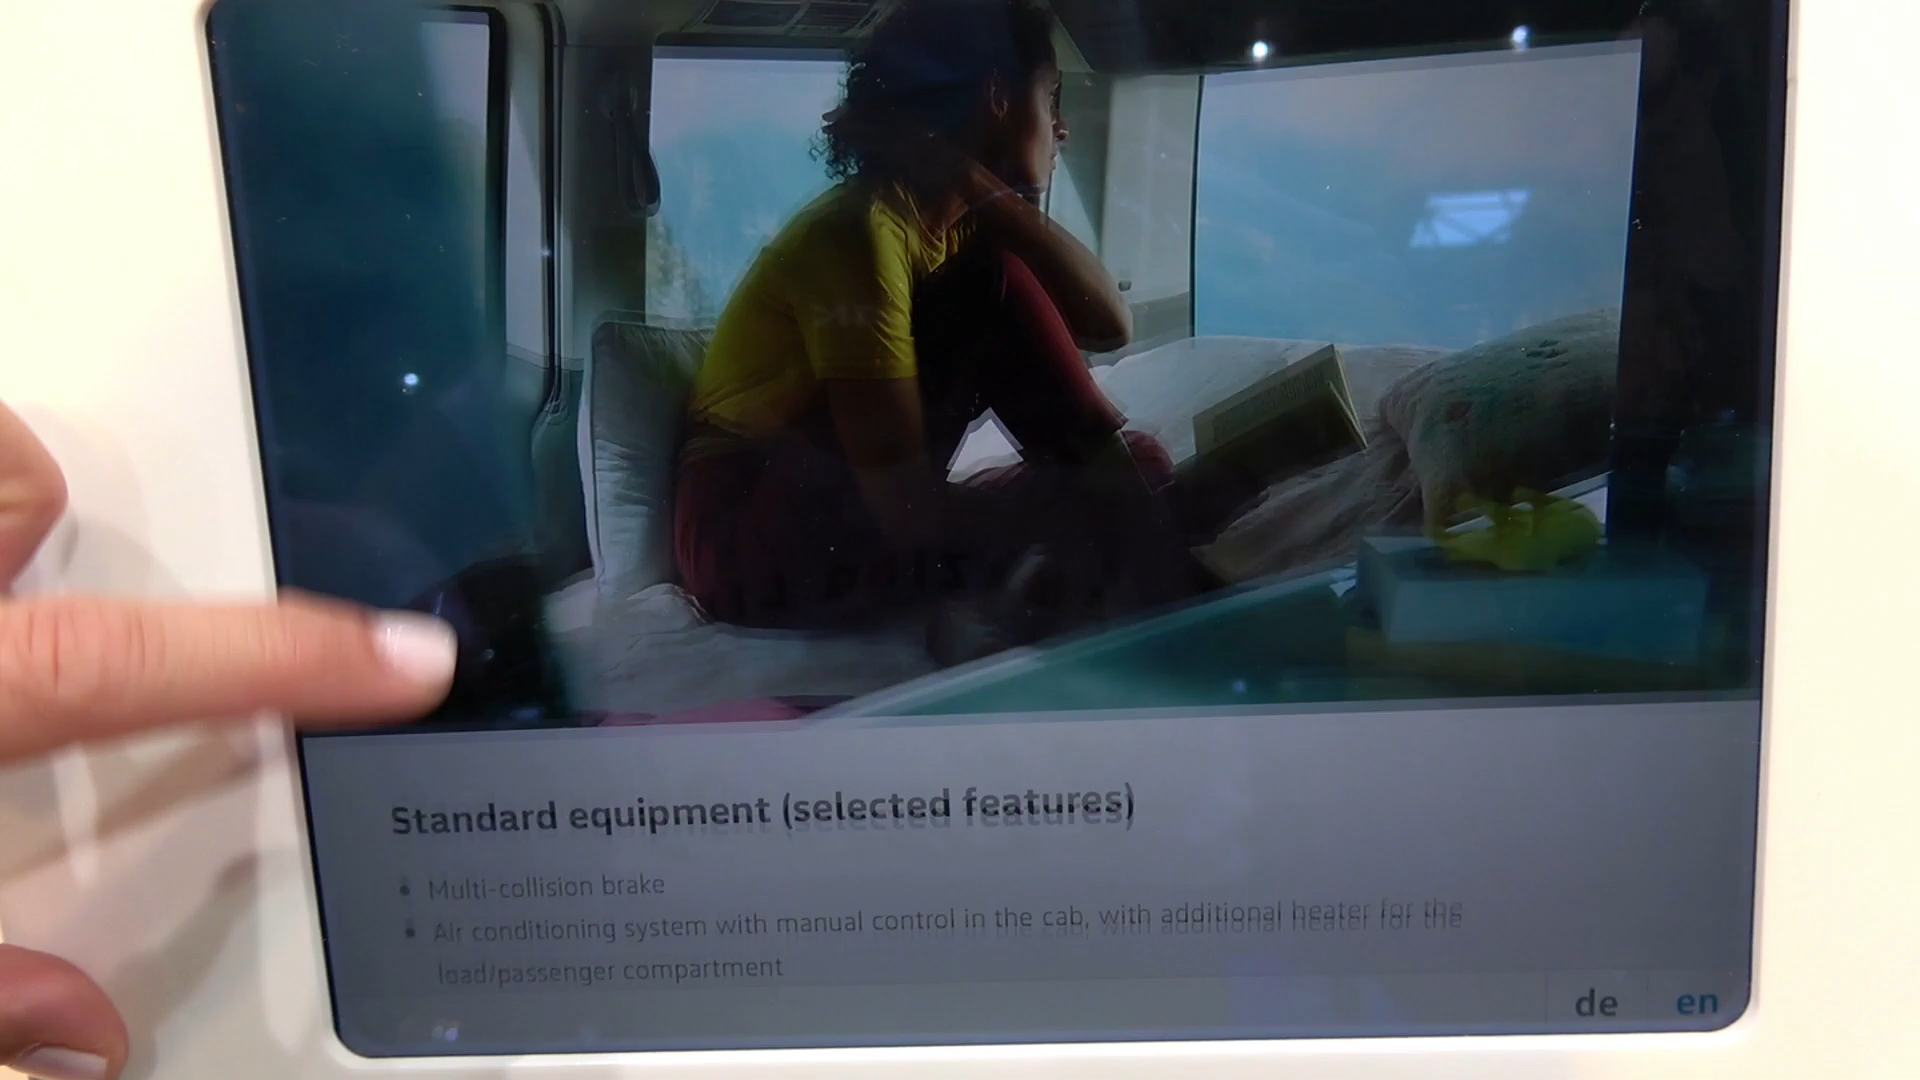 Standard equipment (selected features)
• Multi-collision brake
• Air conditioning system with manual control in the cab, with additional heater for the
load/passenger compartment
de en